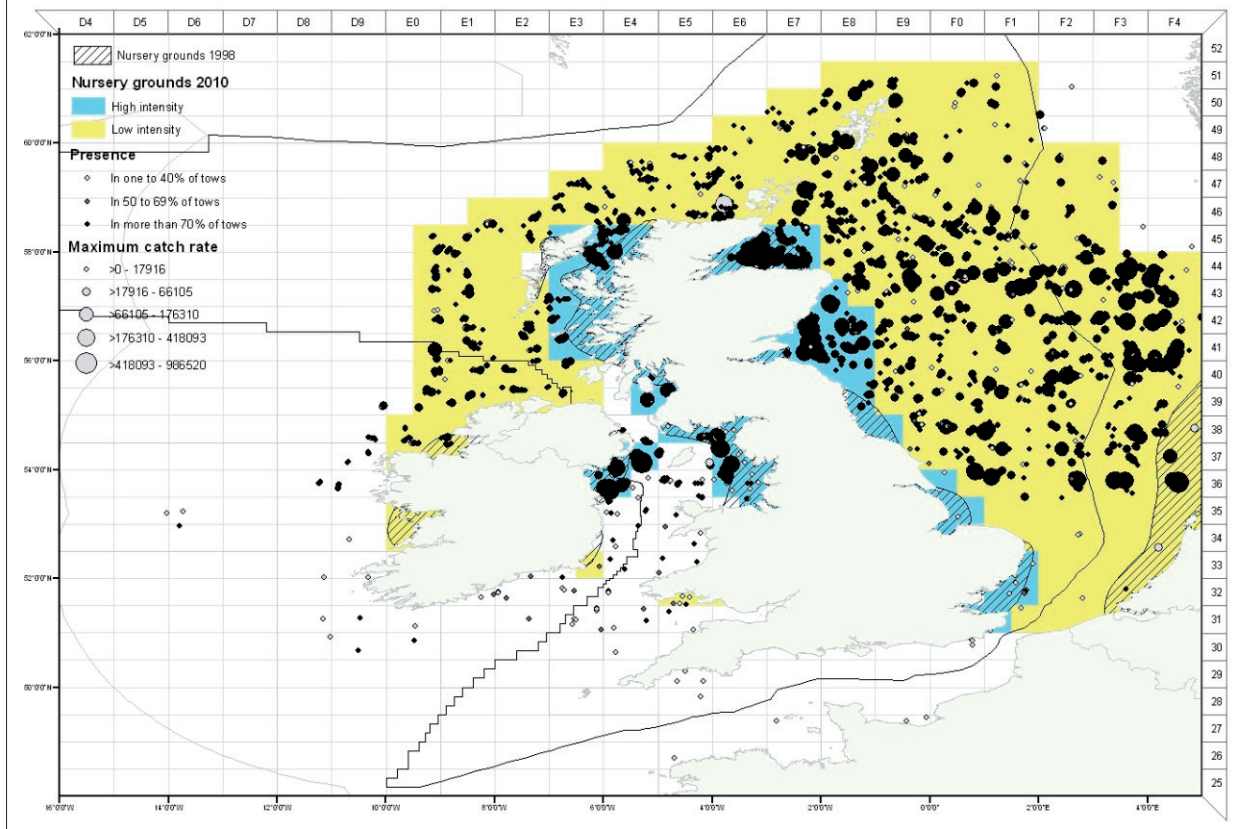 D4 D5 D6 D7 D8 D9 E0 E1 E2 E3 E4 E5 E6 E7 E8 E9 F0 F1 F2 F3 F4
62°0'0"N
60°0'0"N
58°0'0"N
56°0'0"N
54°0'0"N
52°0'0"N
50°0'0"N
Nursery grounds 1998
Nursery grounds 2010
High intensity
Low intensity
Presence
In one to 40% of tows
In 50 to 69% of tows
In more than 70% of tows
Maximum catch rate
>0 - 17916
>17916 - 66105
>66105 - 176310
>176310 - 418093
>418093 - 986520
52
51
50
49
48
47
46
45
44
43
42
41
40
39
38
37
36
35
34
33
32
31
30
29
28
27
26
25
16°0'0"W 14°0'0"W 12°0'0"W 10°0'0"W 8°0'0"W 6°0'0"W 4°0'0"W 2°0'0"W 0°0'0" 2°0'0"E 4°0'0"E